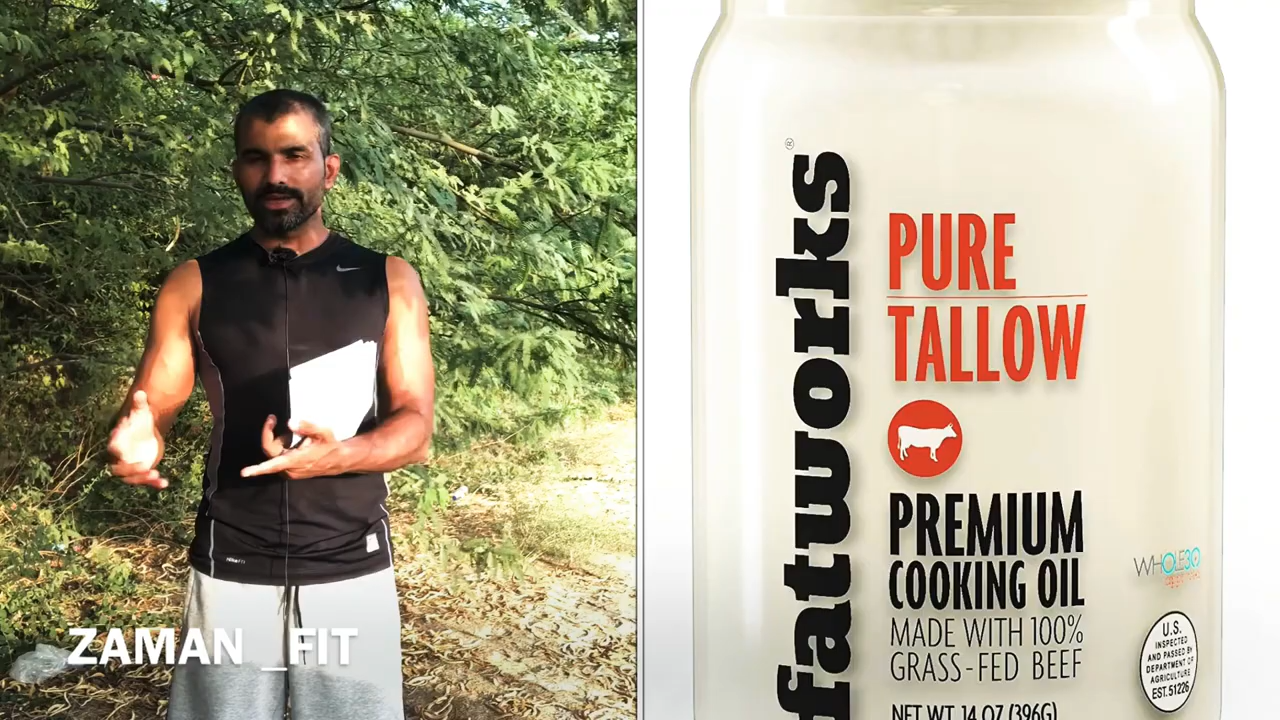 ZAMAN _FIT
fatworks®
PURE
TALLOW
PREMIUM
COOKING OIL
MADE WITH 100%
GRASS-FED BEEF
NET WT. 14 OZ (396G)
WHOLE30
U.S.
INSPECTED
AND PASSED BY
DEPARTMENT OF
AGRICULTURE
EST. 51226